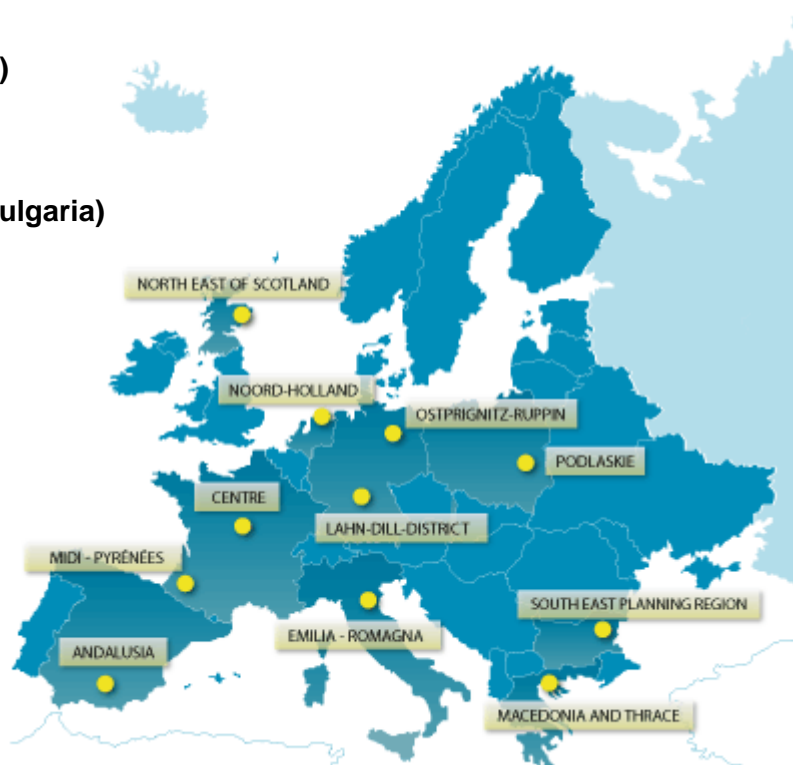 )
ulgaria)
NORTH EAST OF SCOTLAND
NOORD-HOLLAND
OSTPRIGNITZ-RUPPIN
PODLASKIE
CENTRE
LAHN-DILL-DISTRICT
MIDI - PYRÉNÉES
SOUTH EAST PLANNING REGION
EMILIA - ROMAGNA
ANDALUSIA
MACEDONIA AND THRACE